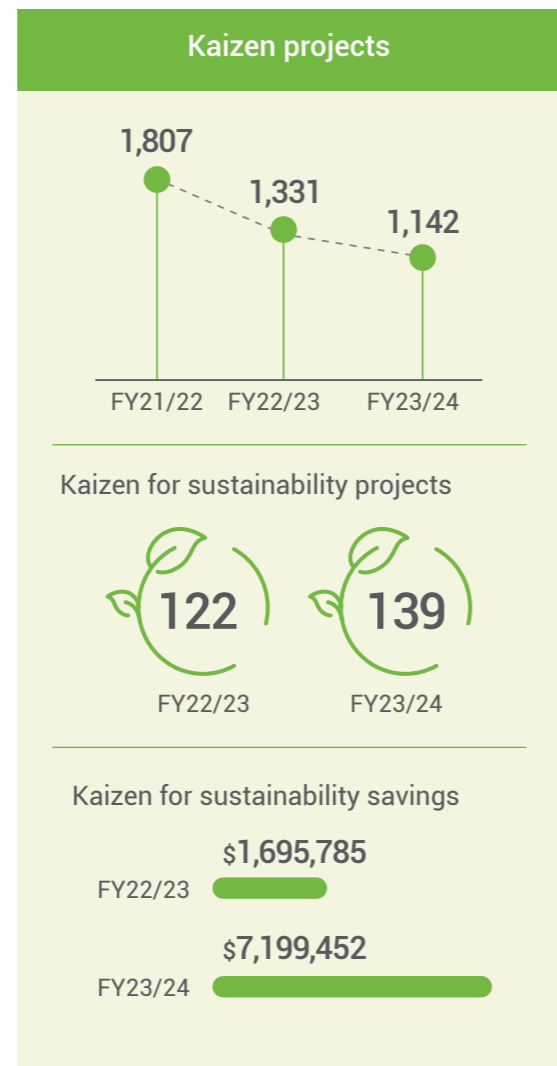 Kaizen projects
1,807
1,331
1,142
FY21/22 FY22/23 FY23/24
Kaizen for sustainability projects
122 139
FY22/23 FY23/24
Kaizen for sustainability savings
$1,695,785
FY22/23
$7,199,452
FY23/24